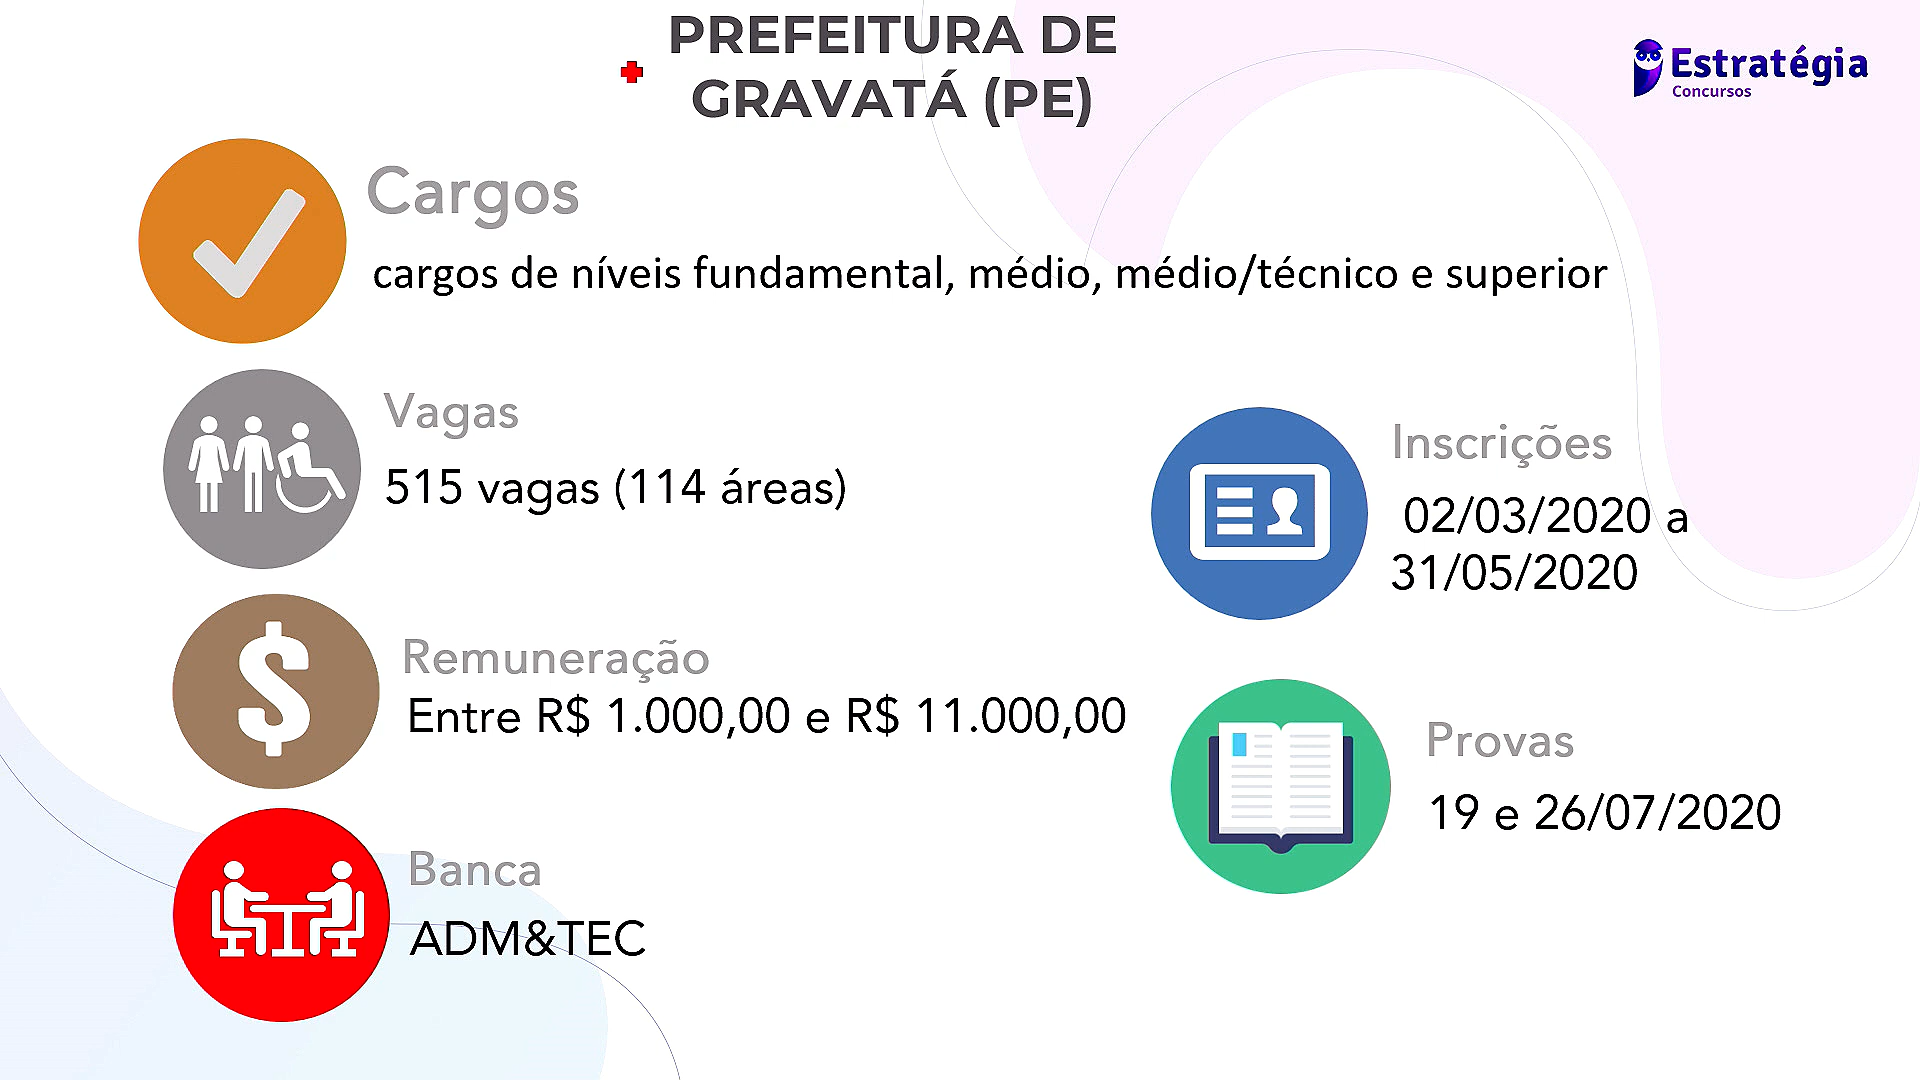 PREFEITURA DE
GRAVATÁ (PE)
Estratégia
Concursos
Cargos
cargos de níveis fundamental, médio, médio/técnico e superior
Vagas
515 vagas (114 áreas)
Remuneração
Entre R$ 1.000,00 e R$ 11.000,00
Banca
ADM&TEC
Inscrições
02/03/2020 a
31/05/2020
Provas
19 e 26/07/2020